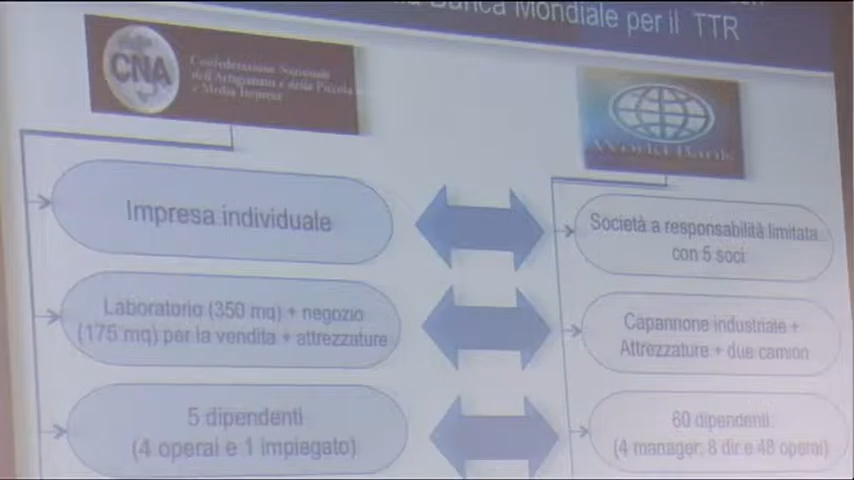 Banca Mondiale per il TTR
CNA
Confederazione Nazionale
dell'Artigianato e della Piccola
e Media Impresa
World Bank
Impresa individuale
Società a responsabilità limitata
con 5 soci
Laboratorio (350 mq) + negozio
(175 mq) per la vendita + attrezzature
Capannone industriale +
Attrezzature + due camion
5 dipendenti
(4 operai e 1 impiegato)
60 dipendenti:
(4 manager, 8 dir e 48 operai)